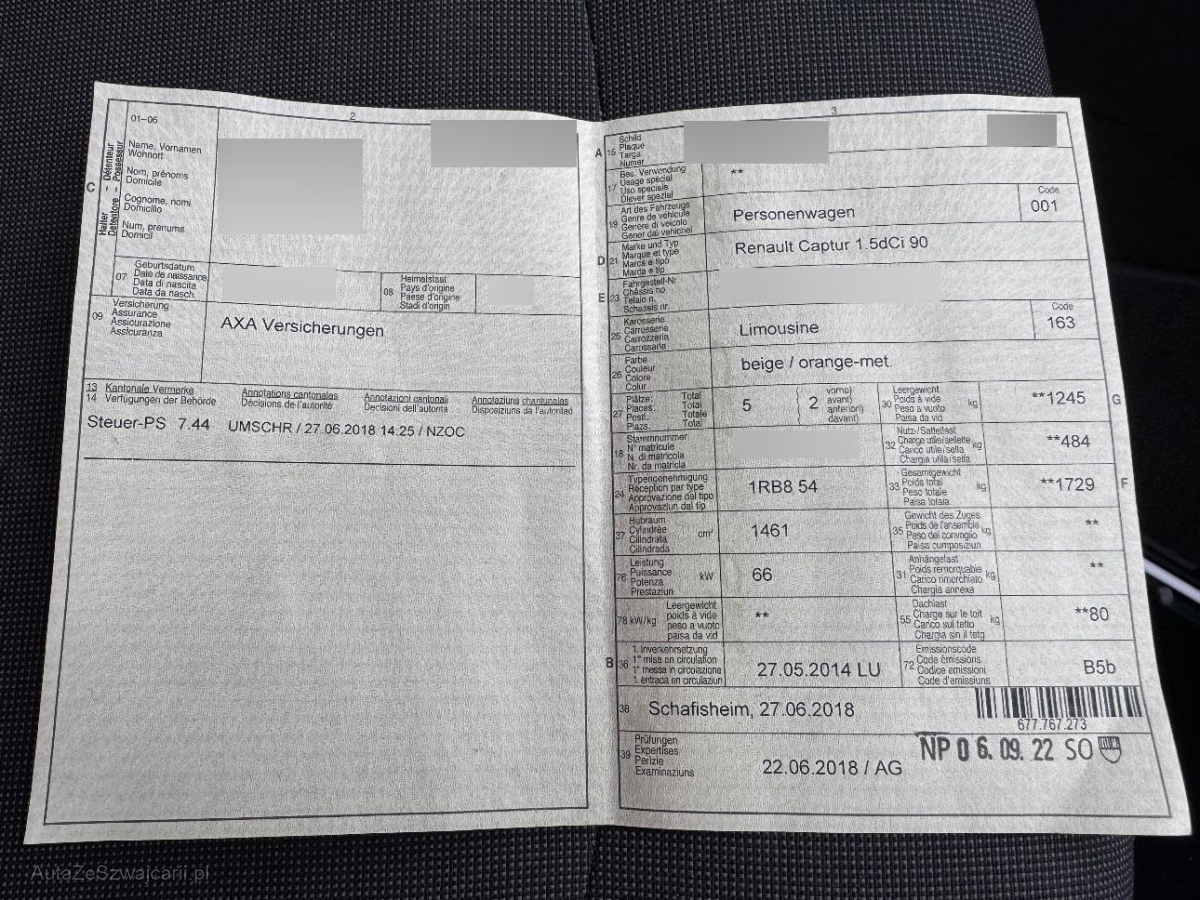 2
01–06
Halter – Détenteur
Detentore – Possessur
C
Name, Vornamen
Wohnort
Nom, prénoms
Domicile
Cognome, nomi
Domicilio
Num, prenums
Domicil
07
Geburtsdatum
Date de naissance
Data di nascita
Data da nasch.
08
Heimatstaat
Pays d'origine
Paese d'origine
Stadi d'origin
09
Versicherung
Assurance
Assicurazione
Assicuranza
AXA Versicherungen
13 Kantonale Vermerke
14 Verfügungen der Behörde
Annotations cantonales
Décisions de l'autorité
Annotazioni cantonali
Decisioni dell'autorità
Annotaziuns chantunalas
Disposiziuns da l'autoritad
Steuer-PS 7.44 UMSCHR / 27.06.2018 14.25 / NZOC
3
A 15
Schild
Plaque
Targa
Numer
17
Bes. Verwendung
Usage spécial
Uso speciale
Diever spezial
**
19
Art des Fahrzeugs
Genre de véhicule
Genere di veicolo
Gener dal vehichel
Personenwagen
Code
001
D 21
Marke und Typ
Marque et type
Marca e tipo
Marca e tip
Renault Captur 1.5dCi 90
E 23
Fahrgestell-Nr
Châssis no
Telaio n.
Schassis nr.
25
Karosserie
Carrosserie
Carrozzeria
Carossaria
Limousine
Code
163
26
Farbe
Couleur
Colore
Colur
beige / orange-met.
27
Plätze: Total
Places: Total
Posti: Totale
Plazs: Total
5
2
vorne)
avant)
anteriori)
davant)
30
Leergewicht
Poids à vide
Peso a vuoto
Paisa da vid
kg
**1245
G
18
Stammnummer
N° matricule
N. di matricola
Nr. da matricla
32
Nutz-/Sattellast
Charge utile/sellette
Carico utile/sella
Chargia utila/sella
kg
**484
24
Typengenehmigung
Réception par type
Approvazione del tipo
Approvaziun dal tip
1RB8 54
33
Gesamtgewicht
Poids total
Peso totale
Paisa totala
kg
**1729
F
37
Hubraum
Cylindrée
Cilindrata
Cilindrada
cm³
1461
35
Gewicht des Zuges
Poids de l'ensemble
Peso del convoglio
Paisa cumposiziun
kg
**
76
Leistung
Puissance
Potenza
Prestaziun
kW
66
31
Anhängelast
Poids remorquable
Carico rimorchiato
Chargia annexa
kg
**
78 kW/kg
Leergewicht
poids à vide
peso a vuoto
paisa da vid
**
55
Dachlast
Charge sur le toit
Carico sul tetto
Chargia sin il tetg
kg
**80
B 36
1. Inverkehrsetzung
1re mise en circulation
1a messa in circolazione
1. entrada en circulaziun
27.05.2014 LU
72
Emissionscode
Code émissions
Codice emissioni
Code d'emissiuns
B5b
38 Schafisheim, 27.06.2018
677.767.273
39
Prüfungen
Expertises
Perizie
Examinaziuns
22.06.2018 / AG
NP 0 6. 09. 22 SO
AutaZeSzwajcarii.pl